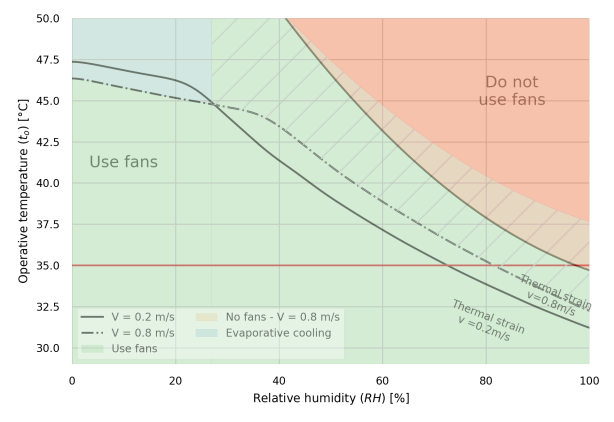 50.0
47.5
45.0
42.5
40.0
37.5
35.0
32.5
30.0
Operative temperature (t_o) [°C]
Do not
use fans
Use fans
Thermal strain
v=0.8m/s
Thermal strain
v =0.2m/s
V = 0.2 m/s
V = 0.8 m/s
Use fans
No fans - V = 0.8 m/s
Evaporative cooling
0 20 40 60 80 100
Relative humidity (RH) [%]